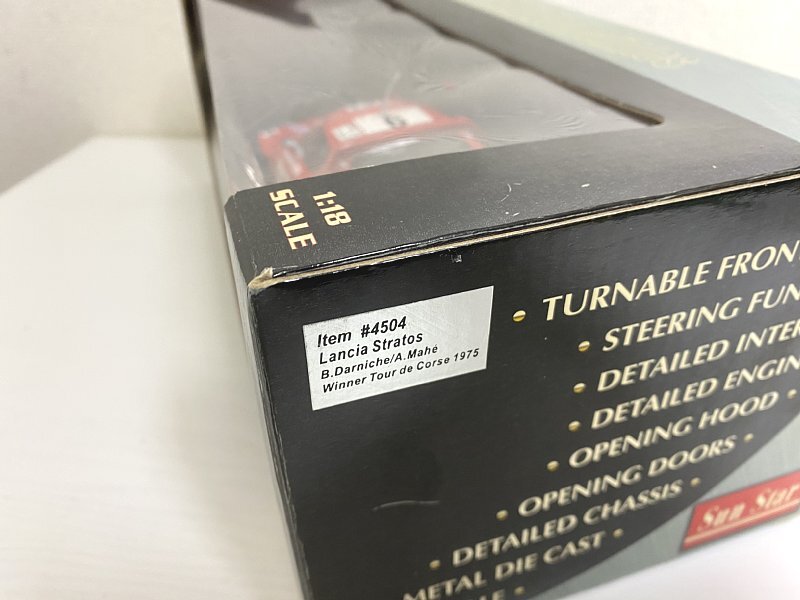 1:18
SCALE
Item #4504
Lancia Stratos
B.Darniche/A.Mahé
Winner Tour de Corse 1975
• TURNABLE FRON
• STEERING FUN
• DETAILED INTER
• DETAILED ENGIN
• OPENING HOOD •
• OPENING DOORS •
• DETAILED CHASSIS •
METAL DIE CAST •
Sun Star